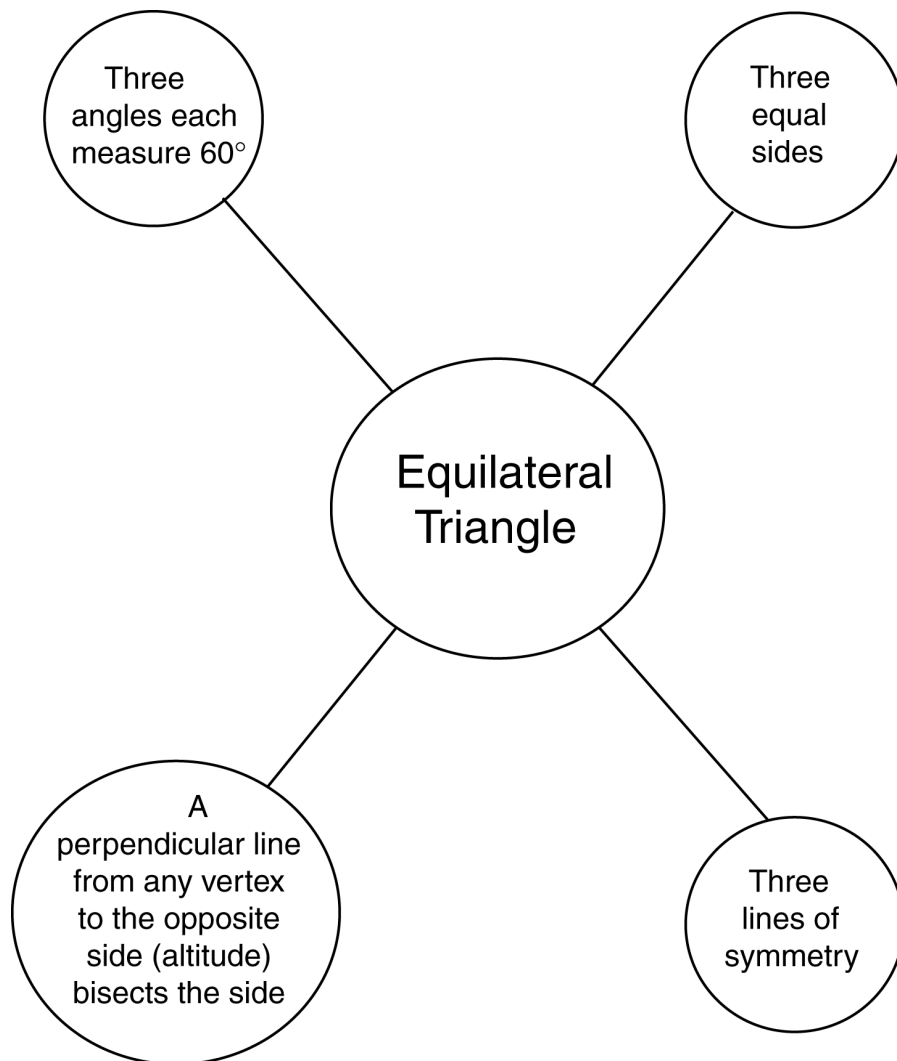 Three
angles each
measure 60°
Three
equal
sides
Equilateral
Triangle
A
perpendicular line
from any vertex
to the opposite
side (altitude)
bisects the side
Three
lines of
symmetry